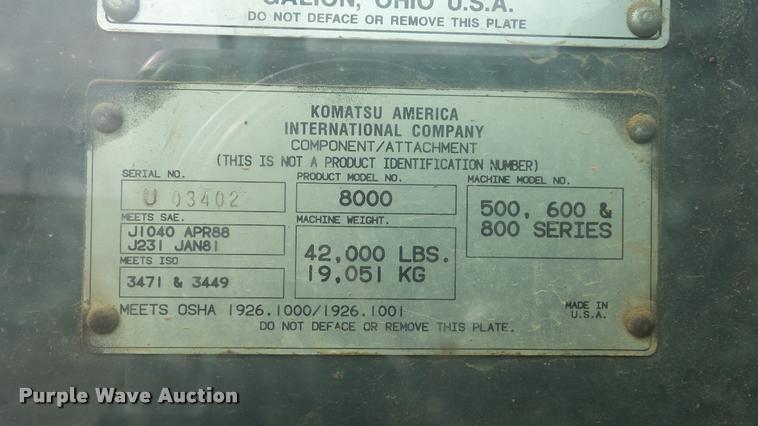 GALION, OHIO U.S.A.
DO NOT DEFACE OR REMOVE THIS PLATE
KOMATSU AMERICA
INTERNATIONAL COMPANY
COMPONENT/ATTACHMENT
(THIS IS NOT A PRODUCT IDENTIFICATION NUMBER)
SERIAL NO.
U 03402
PRODUCT MODEL NO.
8000
MACHINE MODEL NO.
500, 600 &
800 SERIES
MEETS SAE.
J1040 APR88
J231 JAN81
MACHINE WEIGHT.
42,000 LBS.
19,051 KG
MEETS ISO
3471 & 3449
MEETS OSHA 1926.1000/1926.1001
MADE IN
U.S.A.
DO NOT DEFACE OR REMOVE THIS PLATE.
Purple Wave Auction